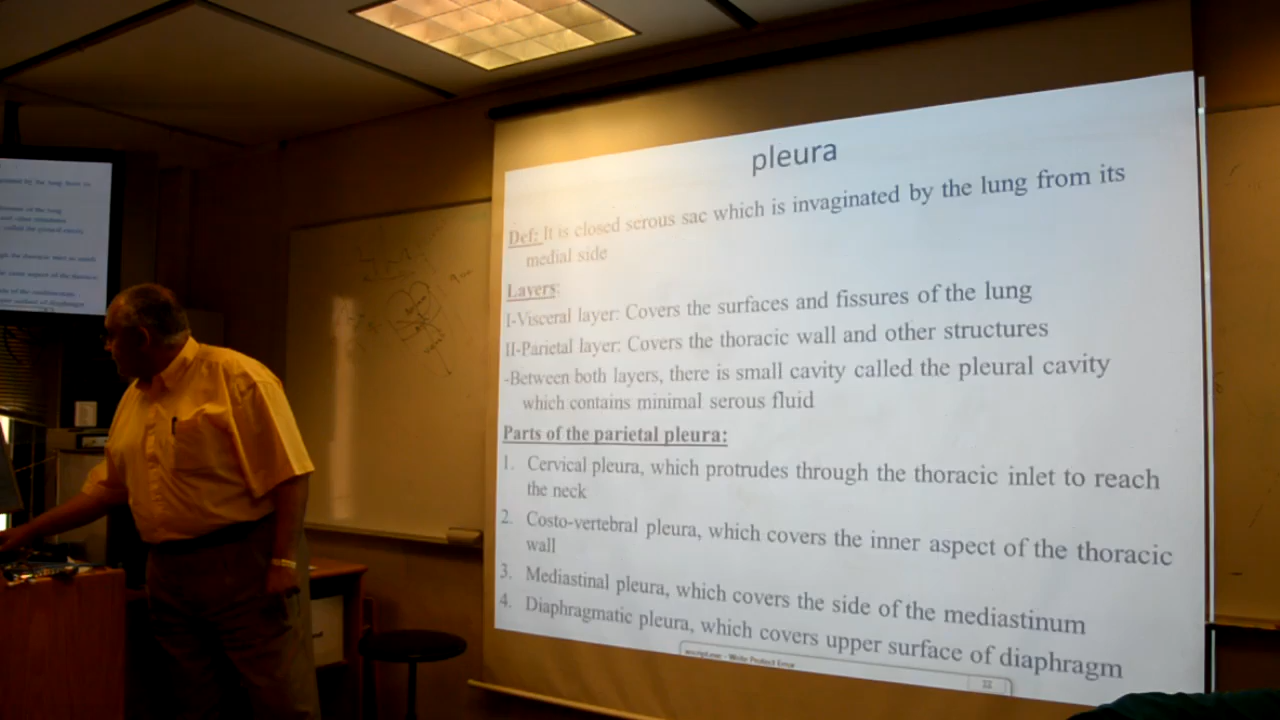 pleura
Def: It is closed serous sac which is invaginated by the lung from its
medial side
Layers:
I-Visceral layer: Covers the surfaces and fissures of the lung
II-Parietal layer: Covers the thoracic wall and other structures
-Between both layers, there is small cavity called the pleural cavity
which contains minimal serous fluid
Parts of the parietal pleura:
1. Cervical pleura, which protrudes through the thoracic inlet to reach
the neck
2. Costo-vertebral pleura, which covers the inner aspect of the thoracic
wall
3. Mediastinal pleura, which covers the side of the mediastinum
4. Diaphragmatic pleura, which covers upper surface of diaphragm
- Write Protect Error